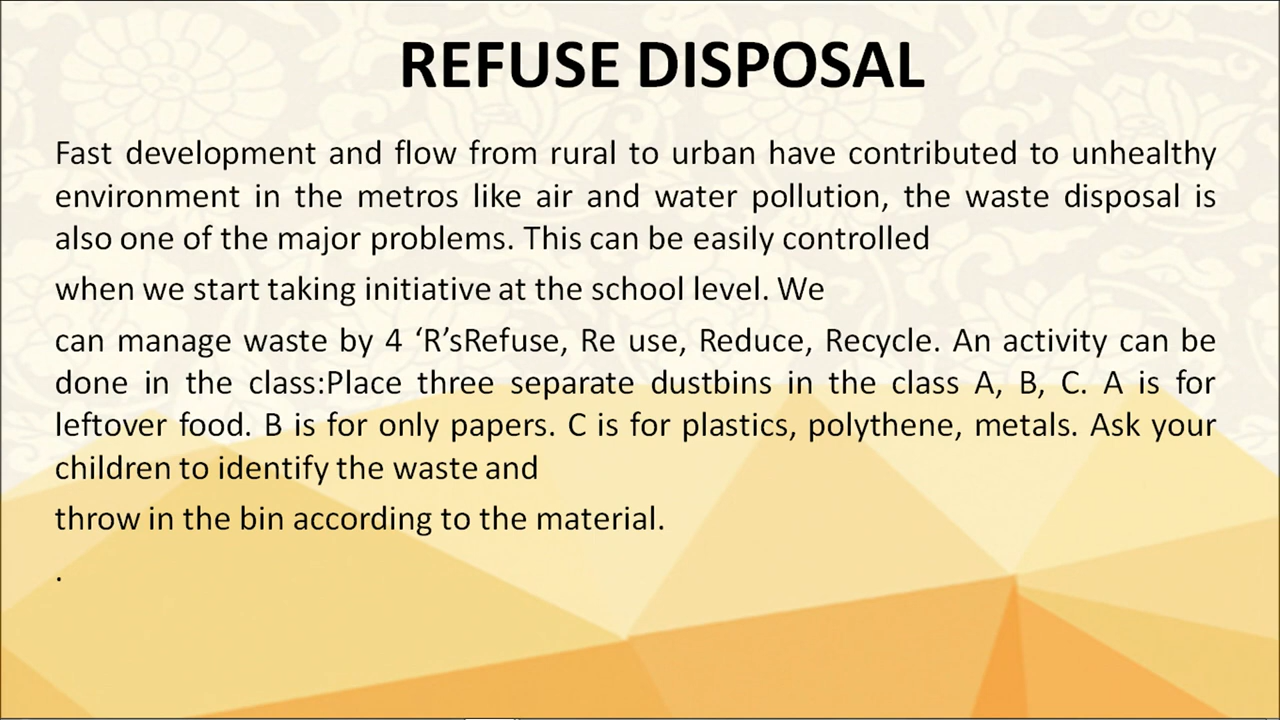 REFUSE DISPOSAL
Fast development and flow from rural to urban have contributed to unhealthy
environment in the metros like air and water pollution, the waste disposal is
also one of the major problems. This can be easily controlled
when we start taking initiative at the school level. We
can manage waste by 4 ‘R’sRefuse, Re use, Reduce, Recycle. An activity can be
done in the class:Place three separate dustbins in the class A, B, C. A is for
leftover food. B is for only papers. C is for plastics, polythene, metals. Ask your
children to identify the waste and
throw in the bin according to the material.
.